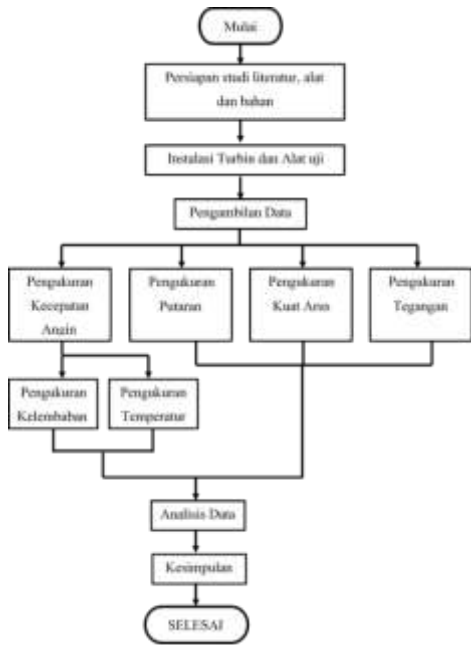 Mulai
Persiapan studi literatur, alat
dan bahan
Instalasi Turbin dan Alat uji
Pengambilan Data
Pengukuran
Kecepatan
Angin
Pengukuran
Putaran
Pengukuran
Kuat Arus
Pengukuran
Tegangan
Pengukuran
Kelembaban
Pengukuran
Temperatur
Analisis Data
Kesimpulan
SELESAI